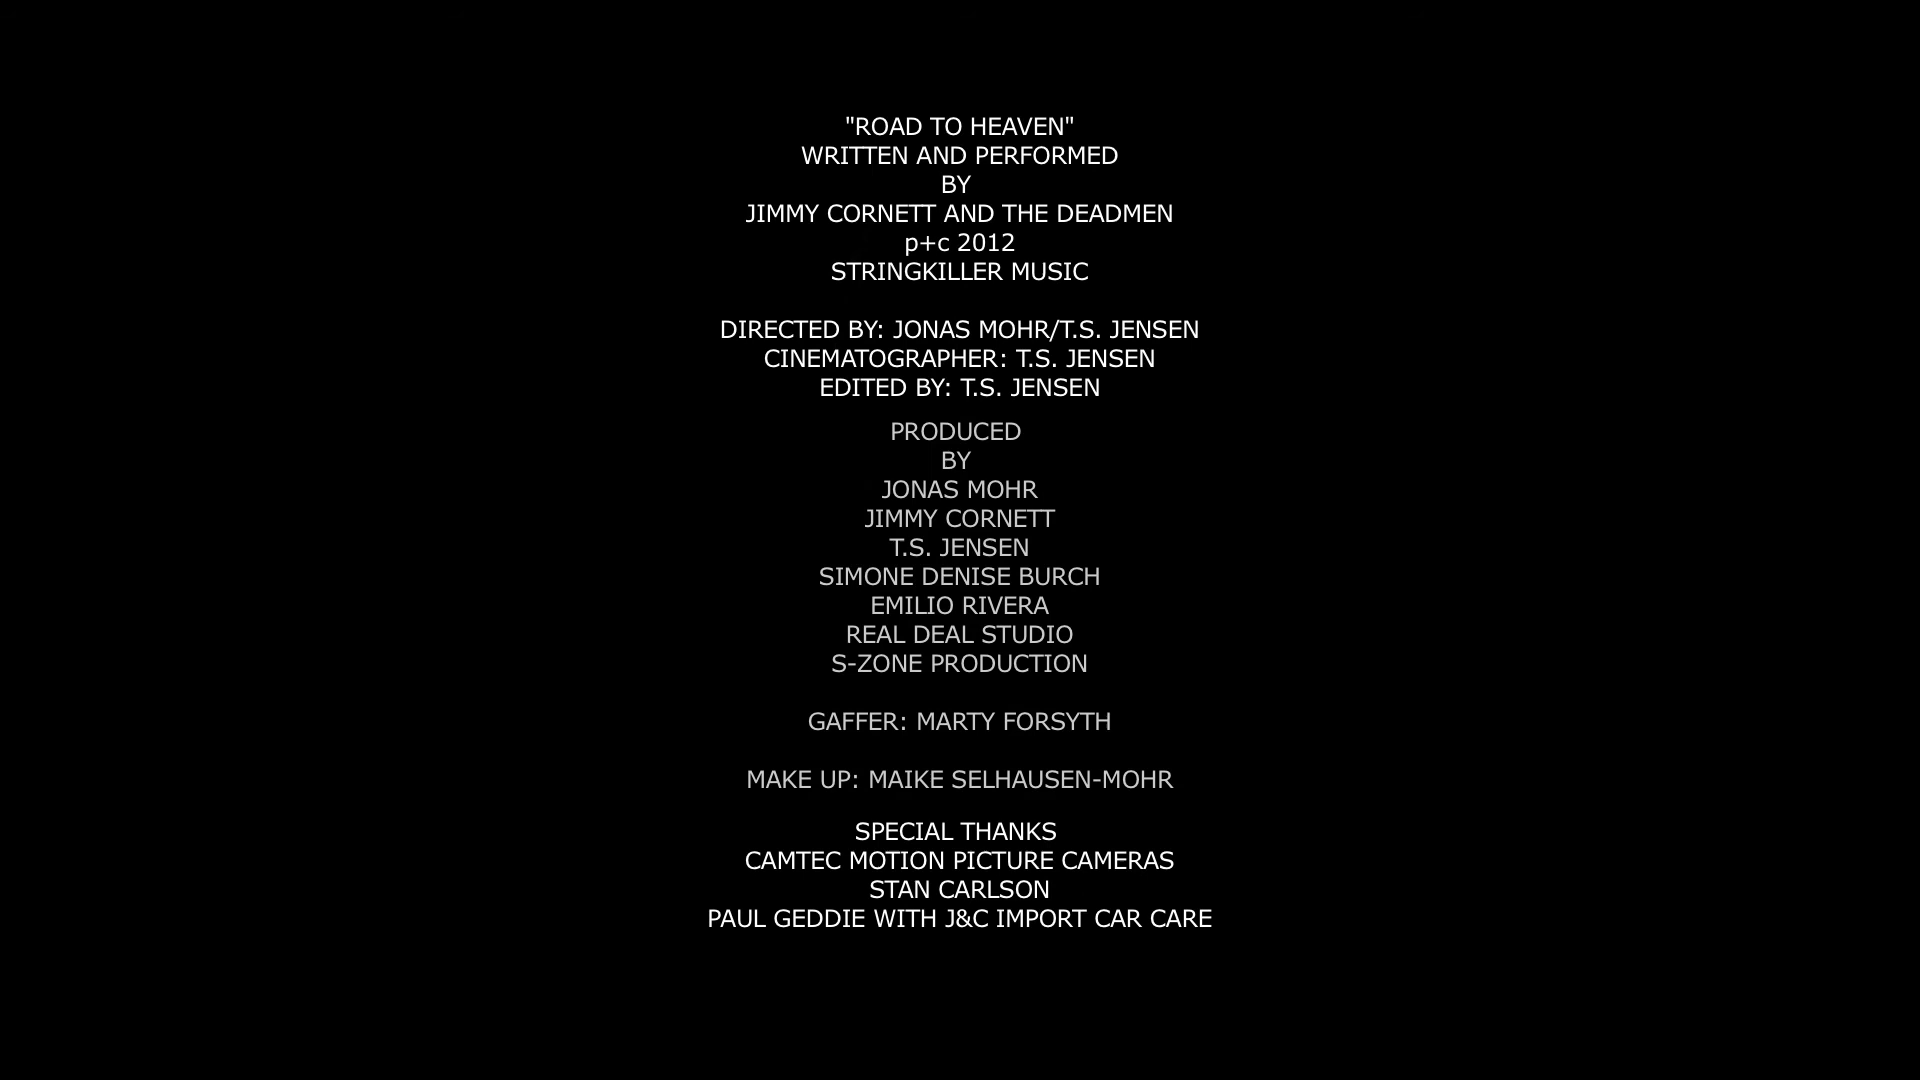 "ROAD TO HEAVEN"
WRITTEN AND PERFORMED
BY
JIMMY CORNETT AND THE DEADMEN
p+c 2012
STRINGKILLER MUSIC
DIRECTED BY: JONAS MOHR/T.S. JENSEN
CINEMATOGRAPHER: T.S. JENSEN
EDITED BY: T.S. JENSEN
PRODUCED
BY
JONAS MOHR
JIMMY CORNETT
T.S. JENSEN
SIMONE DENISE BURCH
EMILIO RIVERA
REAL DEAL STUDIO
S-ZONE PRODUCTION
GAFFER: MARTY FORSYTH
MAKE UP: MAIKE SELHAUSEN-MOHR
SPECIAL THANKS
CAMTEC MOTION PICTURE CAMERAS
STAN CARLSON
PAUL GEDDIE WITH J&C IMPORT CAR CARE